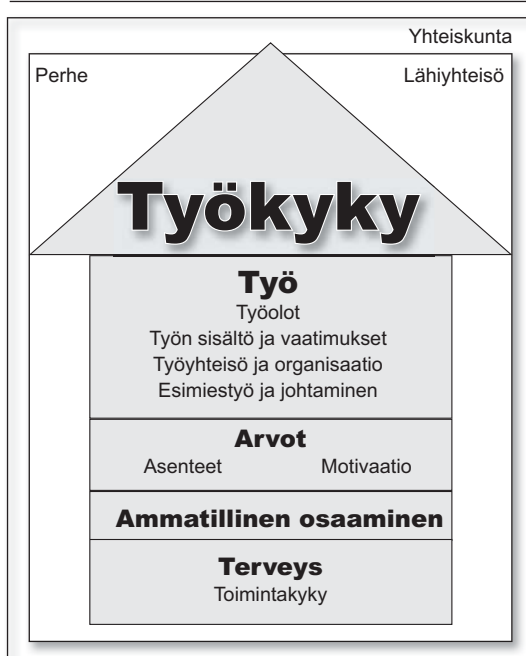 Yhteiskunta
Perhe Lähiyhteisö
Työkyky
Työ
Työolot
Työn sisältö ja vaatimukset
Työyhteisö ja organisaatio
Esimiestyö ja johtaminen
Arvot
Asenteet Motivaatio
Ammatillinen osaaminen
Terveys
Toimintakyky